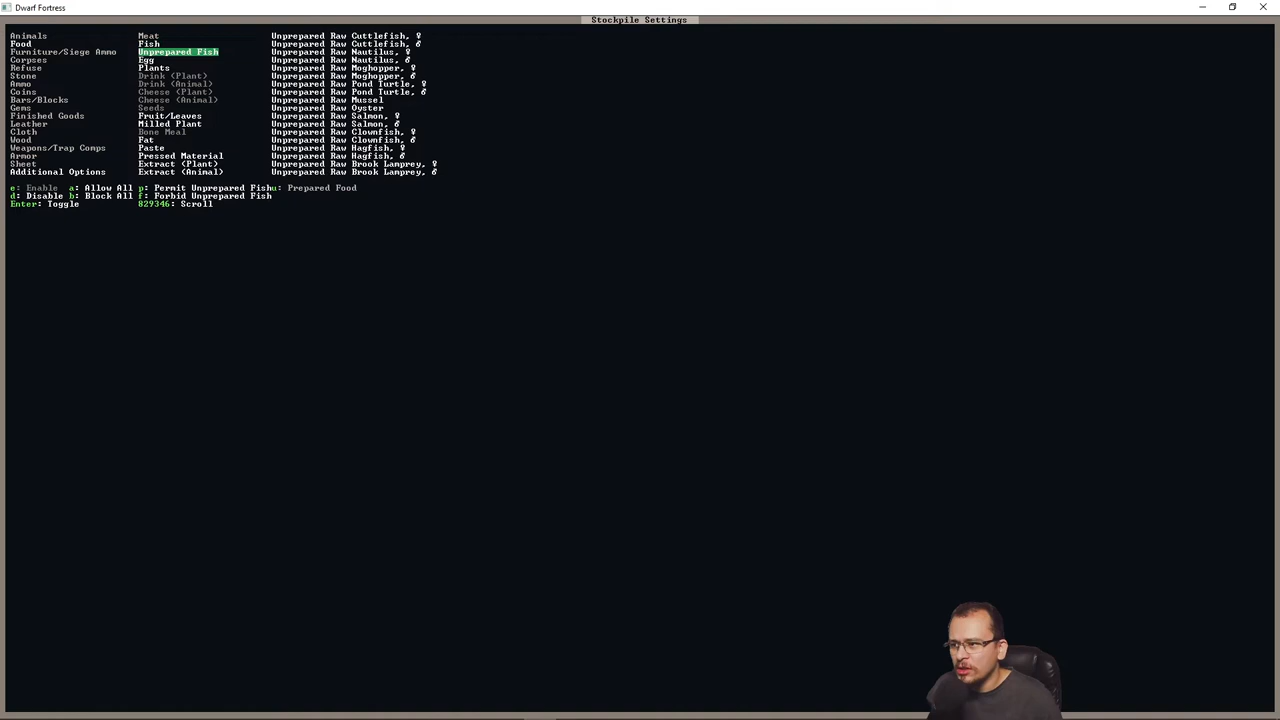 Dwarf Fortress
Stockpile Settings
Animals Meat Unprepared Raw Cuttlefish, ♀
Food Fish Unprepared Raw Cuttlefish, ♂
Furniture/Siege Ammo Unprepared Fish Unprepared Raw Nautilus, ♀
Corpses Egg Unprepared Raw Nautilus, ♂
Refuse Plants Unprepared Raw Moghopper, ♀
Stone Drink (Plant) Unprepared Raw Moghopper, ♂
Ammo Drink (Animal) Unprepared Raw Pond Turtle, ♀
Coins Cheese (Plant) Unprepared Raw Pond Turtle, ♂
Bars/Blocks Cheese (Animal) Unprepared Raw Mussel
Gems Seeds Unprepared Raw Oyster
Finished Goods Fruit/Leaves Unprepared Raw Salmon, ♀
Leather Milled Plant Unprepared Raw Salmon, ♂
Cloth Bone Meal Unprepared Raw Clownfish, ♀
Wood Fat Unprepared Raw Clownfish, ♂
Weapons/Trap Comps Paste Unprepared Raw Hagfish, ♀
Armor Pressed Material Unprepared Raw Hagfish, ♂
Sheet Extract (Plant) Unprepared Raw Brook Lamprey, ♀
Additional Options Extract (Animal) Unprepared Raw Brook Lamprey, ♂
e: Enable a: Allow All p: Permit Unprepared Fishu: Prepared Food
d: Disable b: Block All f: Forbid Unprepared Fish
Enter: Toggle 829346: Scroll